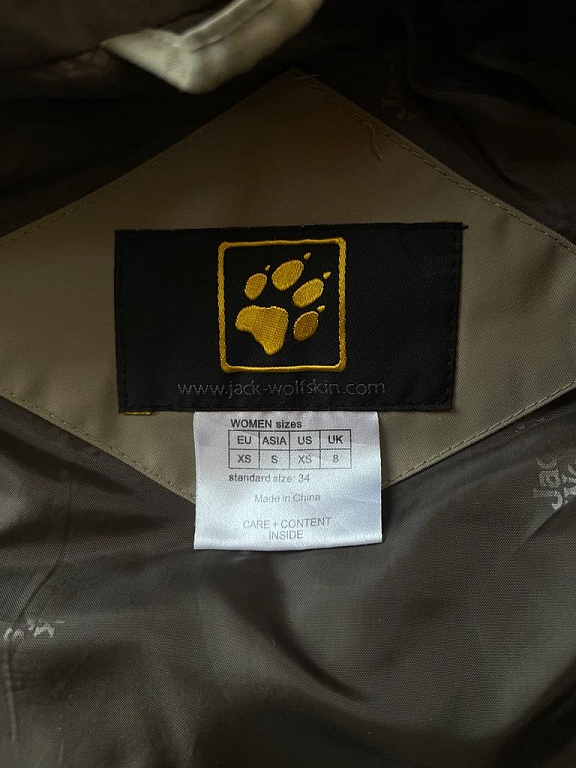 www.jack-wolfskin.com
WOMEN sizes
EU ASIA US UK
XS S XS 8
standard size: 34
Made in China
CARE + CONTENT
INSIDE
Jac